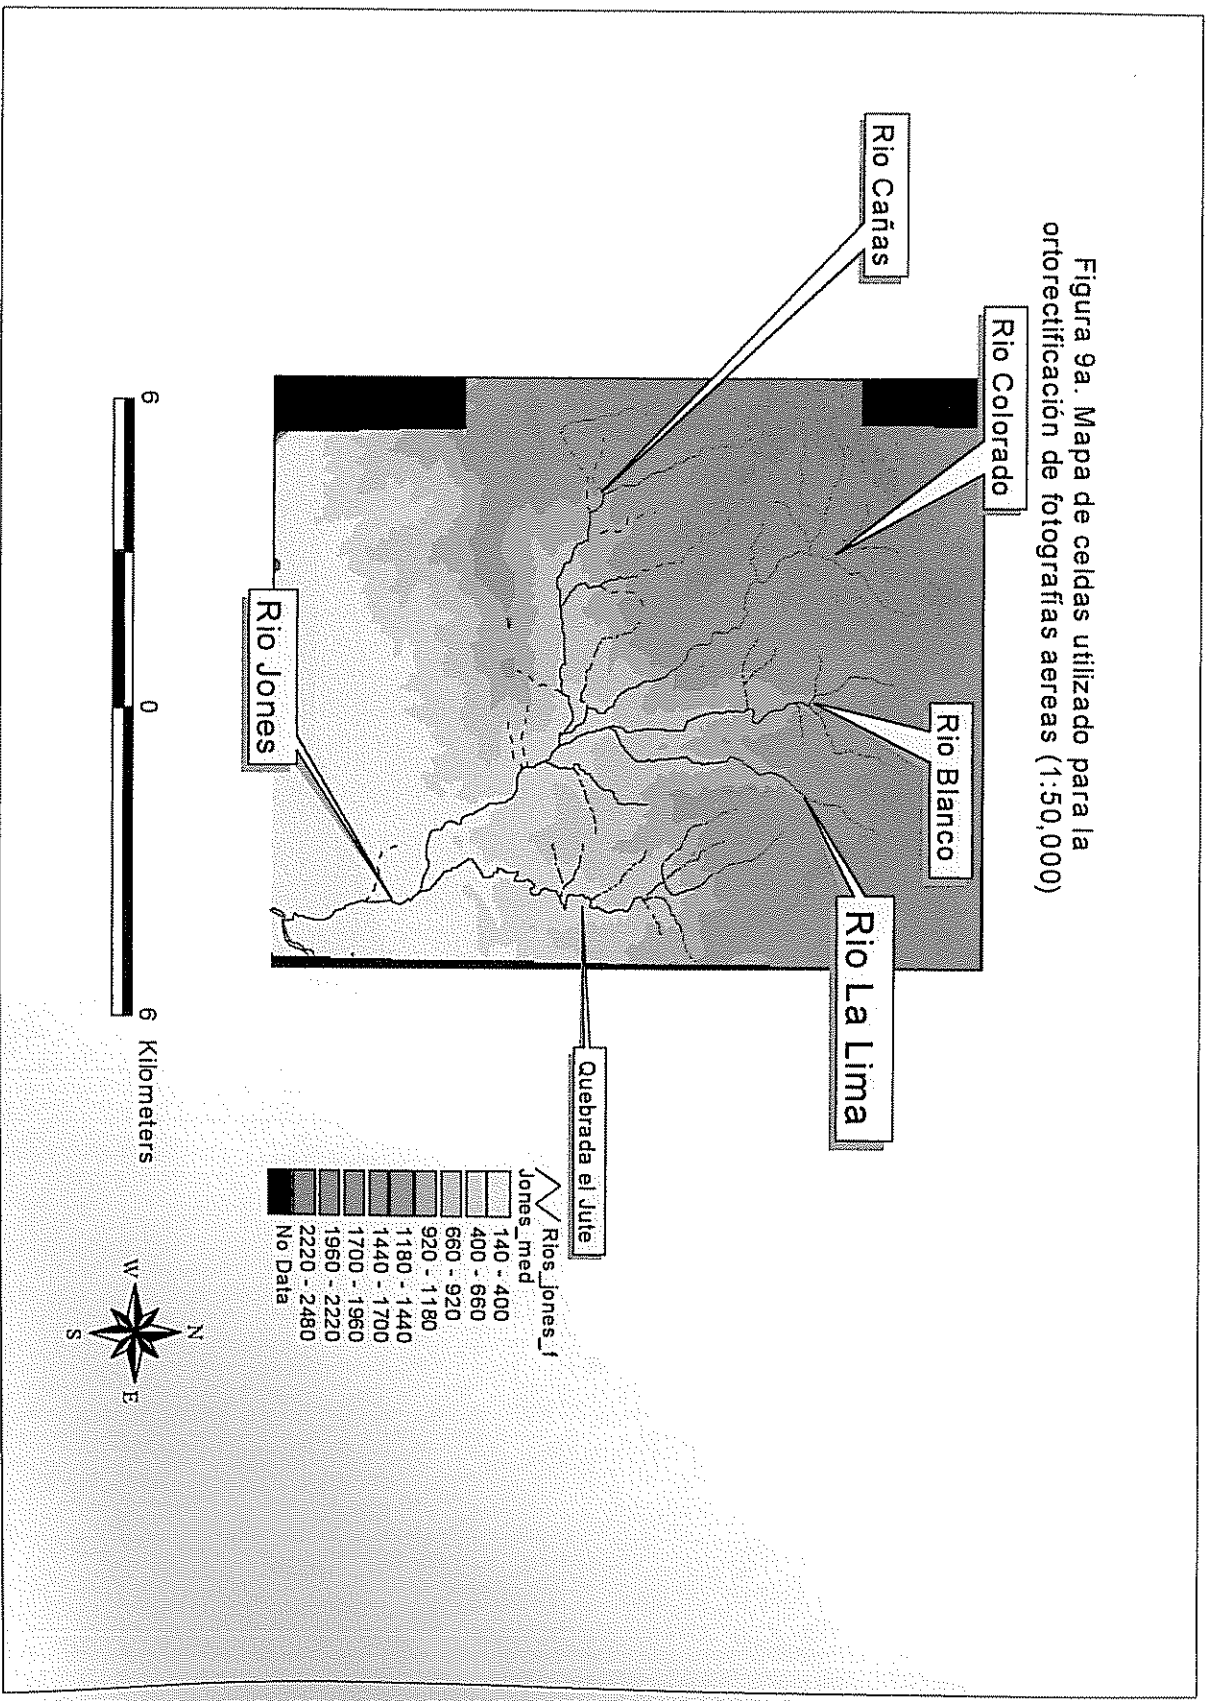 Figura 9a. Mapa de celdas utilizado para la
ortorectificación de fotografías aereas (1:50,000)
Rio Cañas
Rio Colorado
Rio Blanco
Rio La Lima
Quebrada el Jute
Rio Jones
Rios_jones_f
Jones_med
140 - 400
400 - 660
660 - 920
920 - 1180
1180 - 1440
1440 - 1700
1700 - 1960
1960 - 2220
2220 - 2480
No Data
6 0 6 Kilometers
N
W E
S